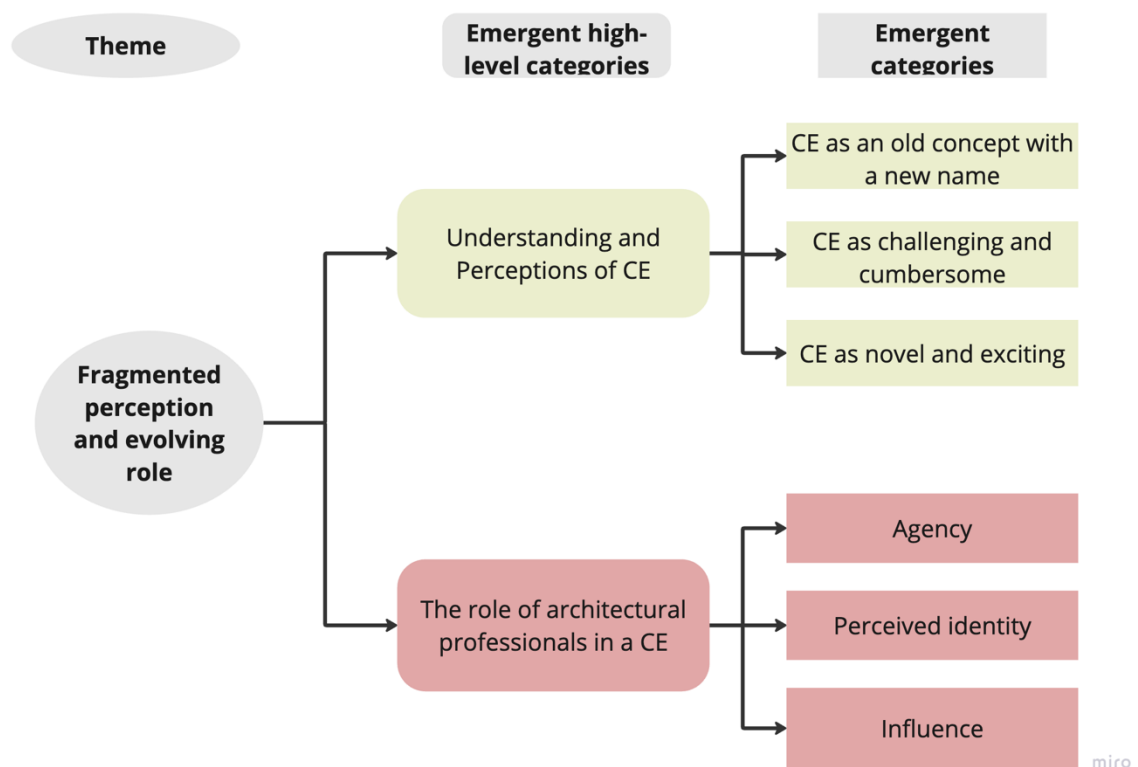 Theme
Emergent high-
level categories
Emergent
categories
CE as an old concept with
a new name
Understanding and
Perceptions of CE
CE as challenging and
cumbersome
CE as novel and exciting
Fragmented
perception
and evolving
role
Agency
The role of architectural
professionals in a CE
Perceived identity
Influence
miro